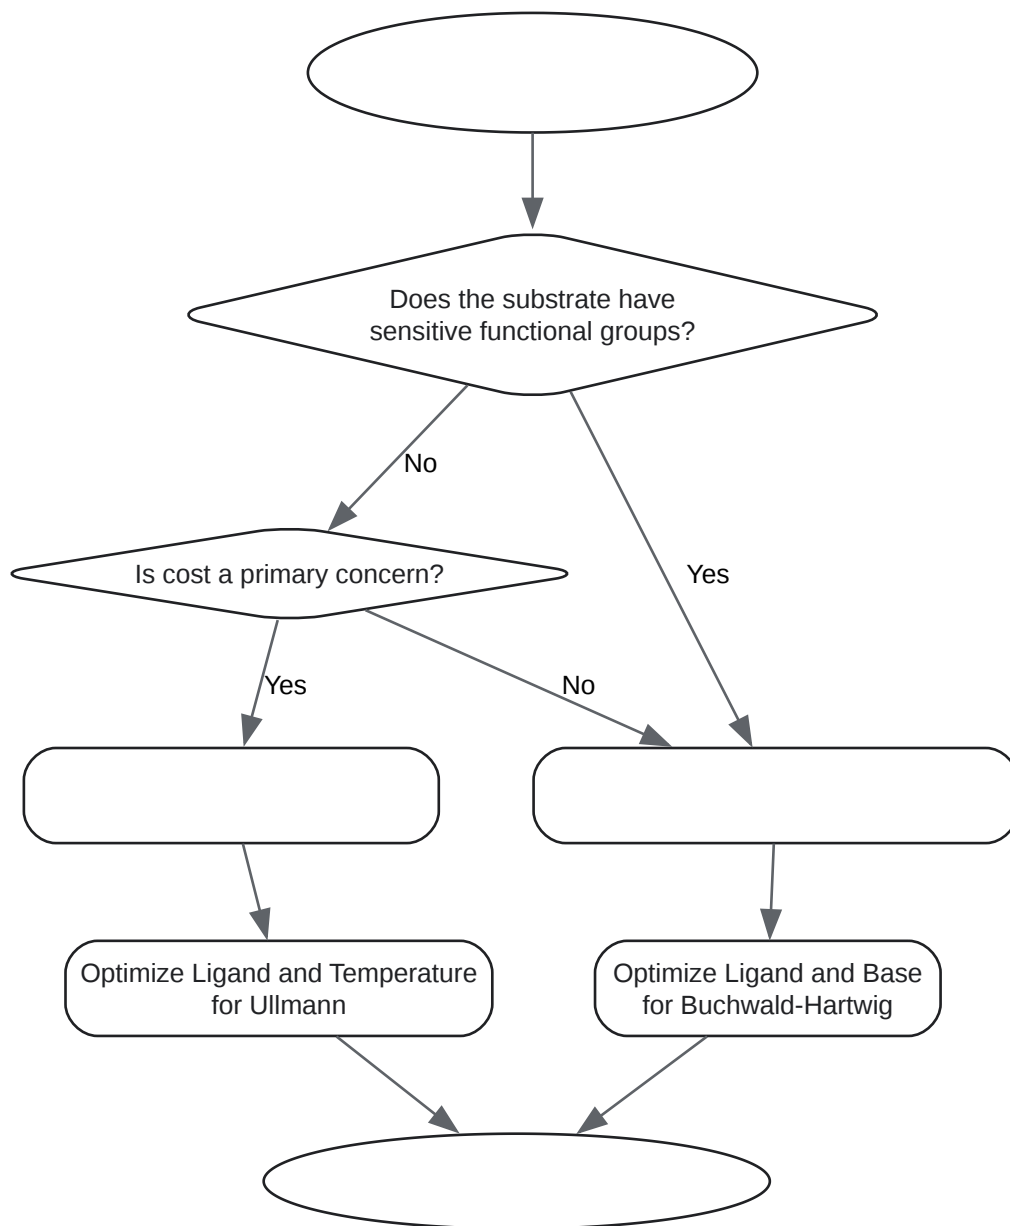 Does the substrate have
sensitive functional groups?
No
Is cost a primary concern?
Yes
Yes
No
Optimize Ligand and Temperature
for Ullmann
Optimize Ligand and Base
for Buchwald-Hartwig